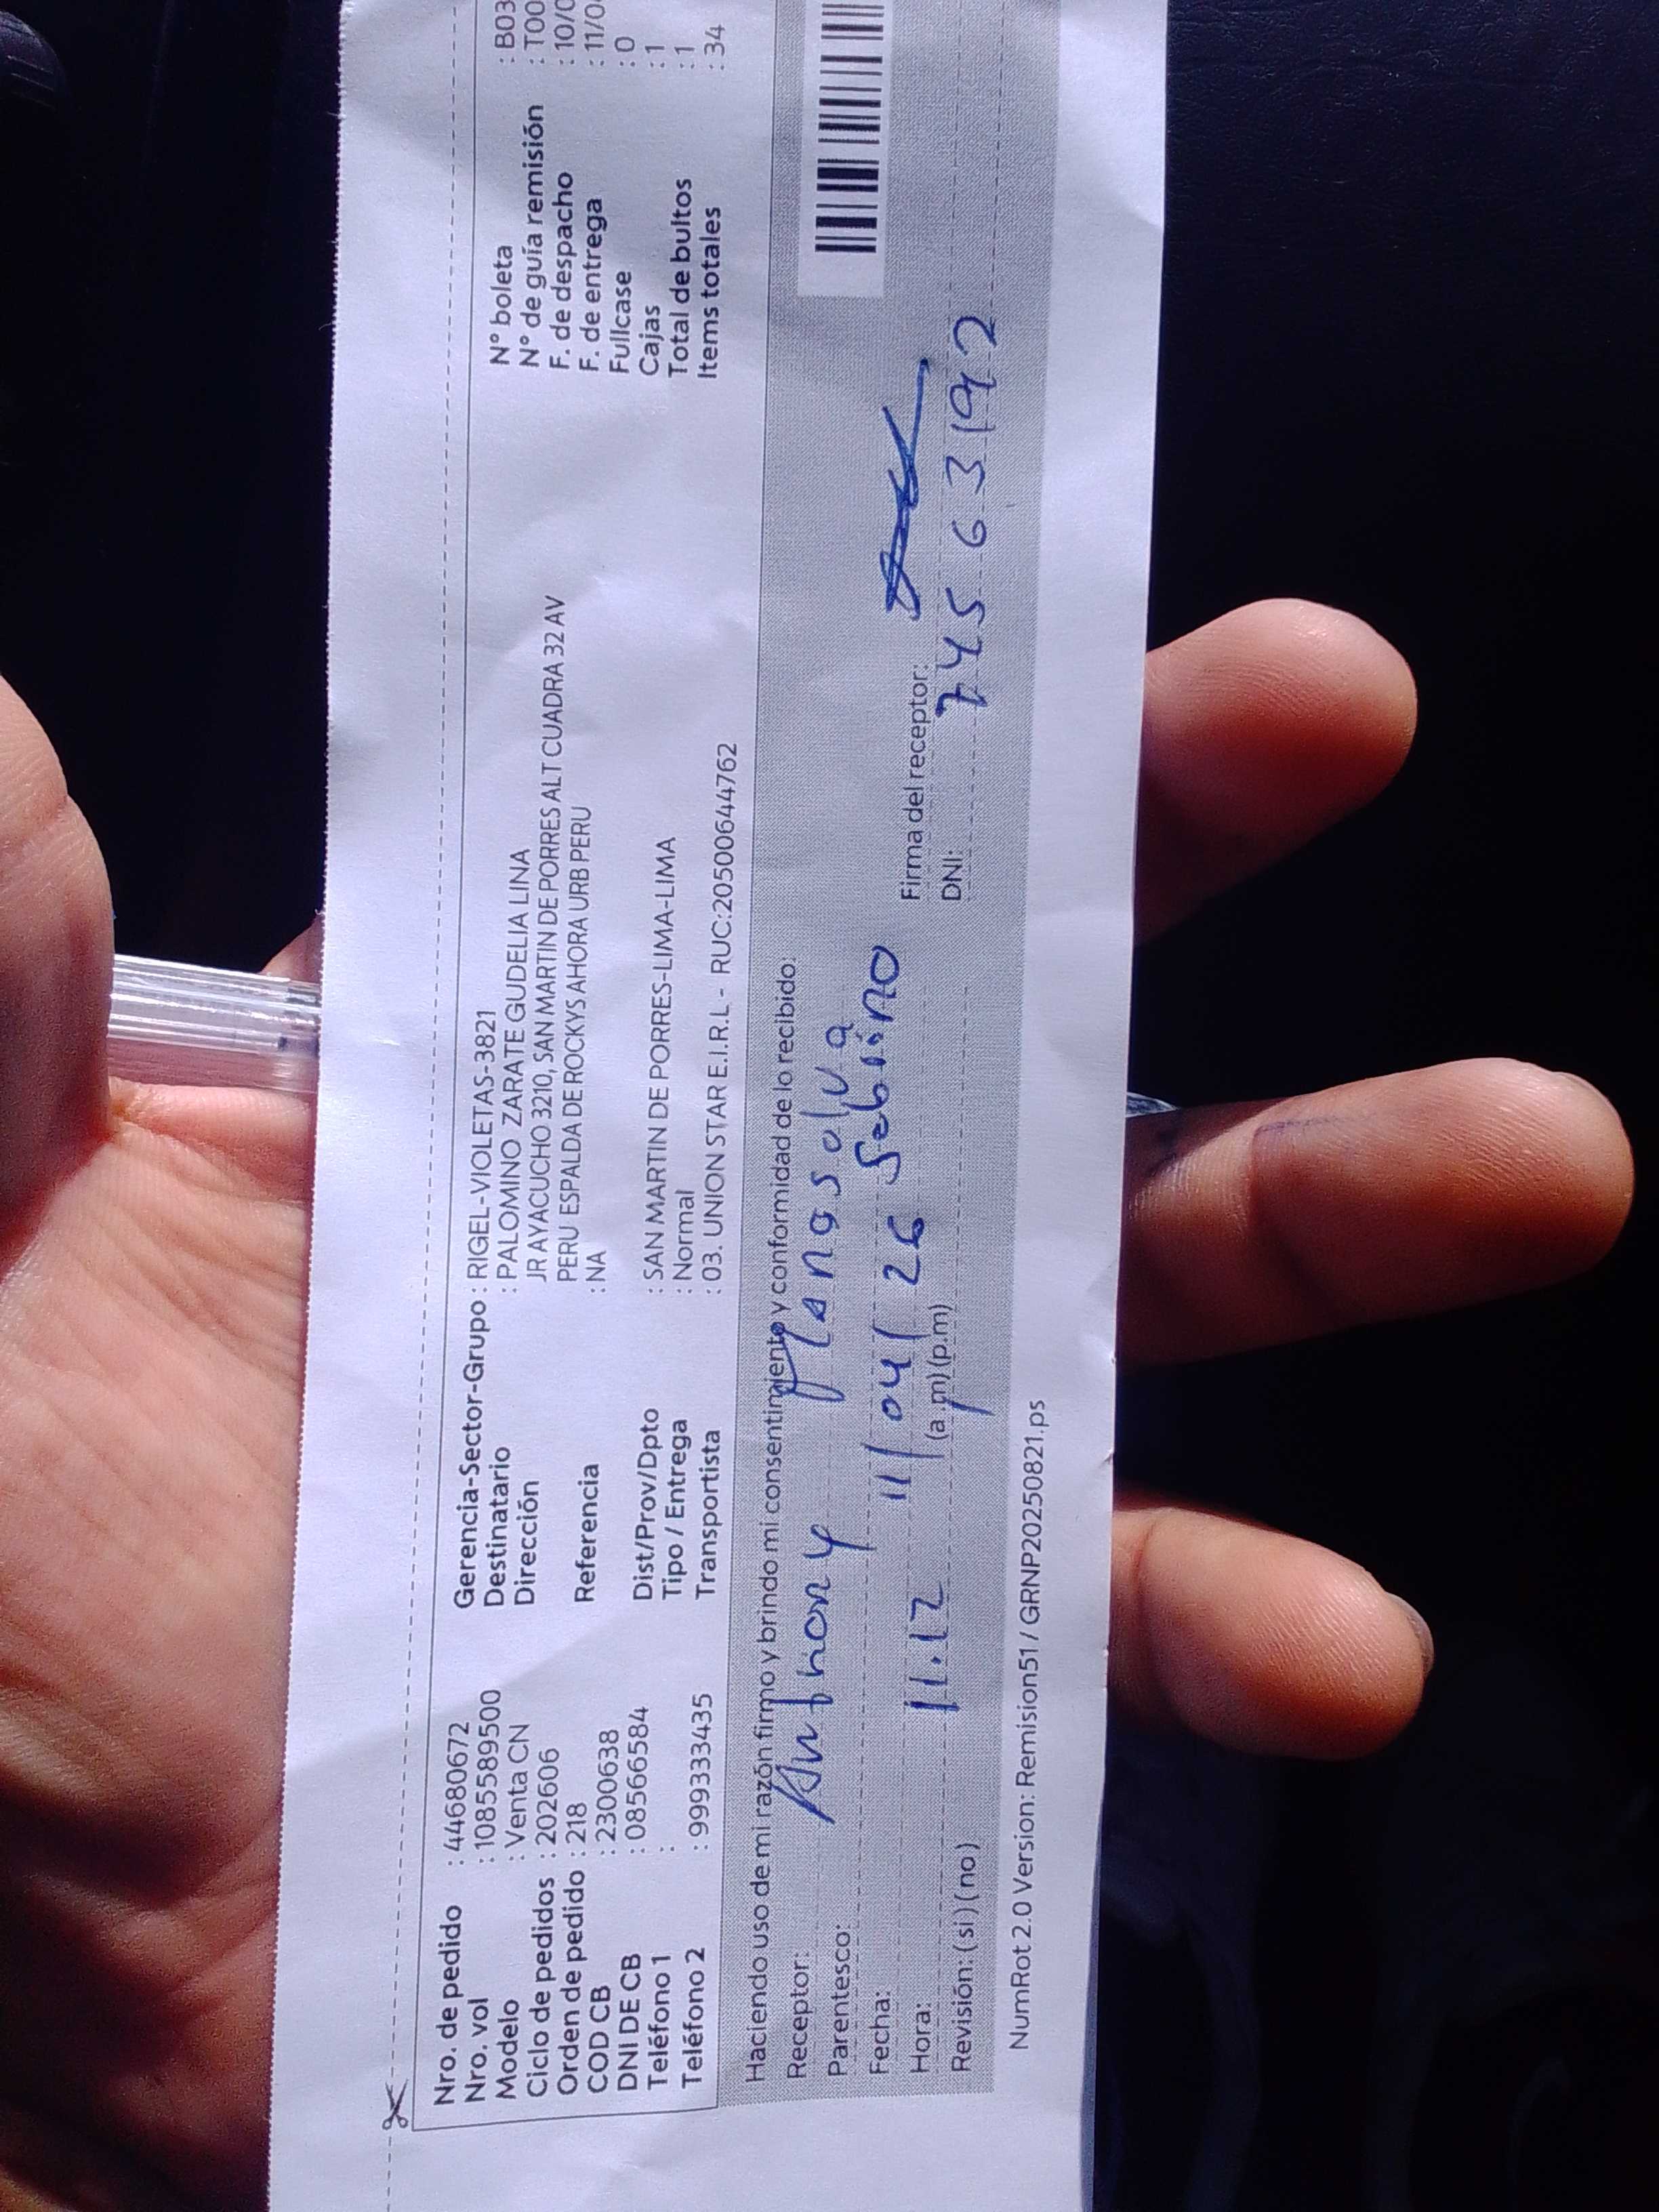 Nro. de pedido : 44680672
Nro. vol : 1085589500
Modelo : Venta CN
Ciclo de pedidos : 202606
Orden de pedido : 218
COD CB : 2300638
DNI DE CB : 08566584
Teléfono 1 :
Teléfono 2 : 999333435
Gerencia-Sector-Grupo : RIGEL-VIOLETAS-3821
Destinatario : PALOMINO ZARATE GUDELIA LINA
Dirección JR AYACUCHO 3210, SAN MARTIN DE PORRES ALT CUADRA 32 AV
PERU ESPALDA DE ROCKYS AHORA URB PERU
Referencia : NA
Dist/Prov/Dpto : SAN MARTIN DE PORRES-LIMA-LIMA
Tipo / Entrega : Normal
Transportista : 03. UNION STAR E.I.R.L - RUC:20500644762
N° boleta : B03
N° de guía remisión : T00
F. de despacho : 10/0
F. de entrega : 11/0
Fullcase : 0
Cajas : 1
Total de bultos : 1
Items totales : 34
Haciendo uso de mi razón firmo y brindo mi consentimiento y conformidad de lo recibido:
Receptor: Anthony
Parentesco:
Fecha: 11/04/26 Sobrino
Hora: 11.12 (a.m) (p.m)
Revisión: (si) (no)
Firma del receptor:
DNI: 74563192
NumRot 2.0 Version: Remision51 / GRNP20250821.ps